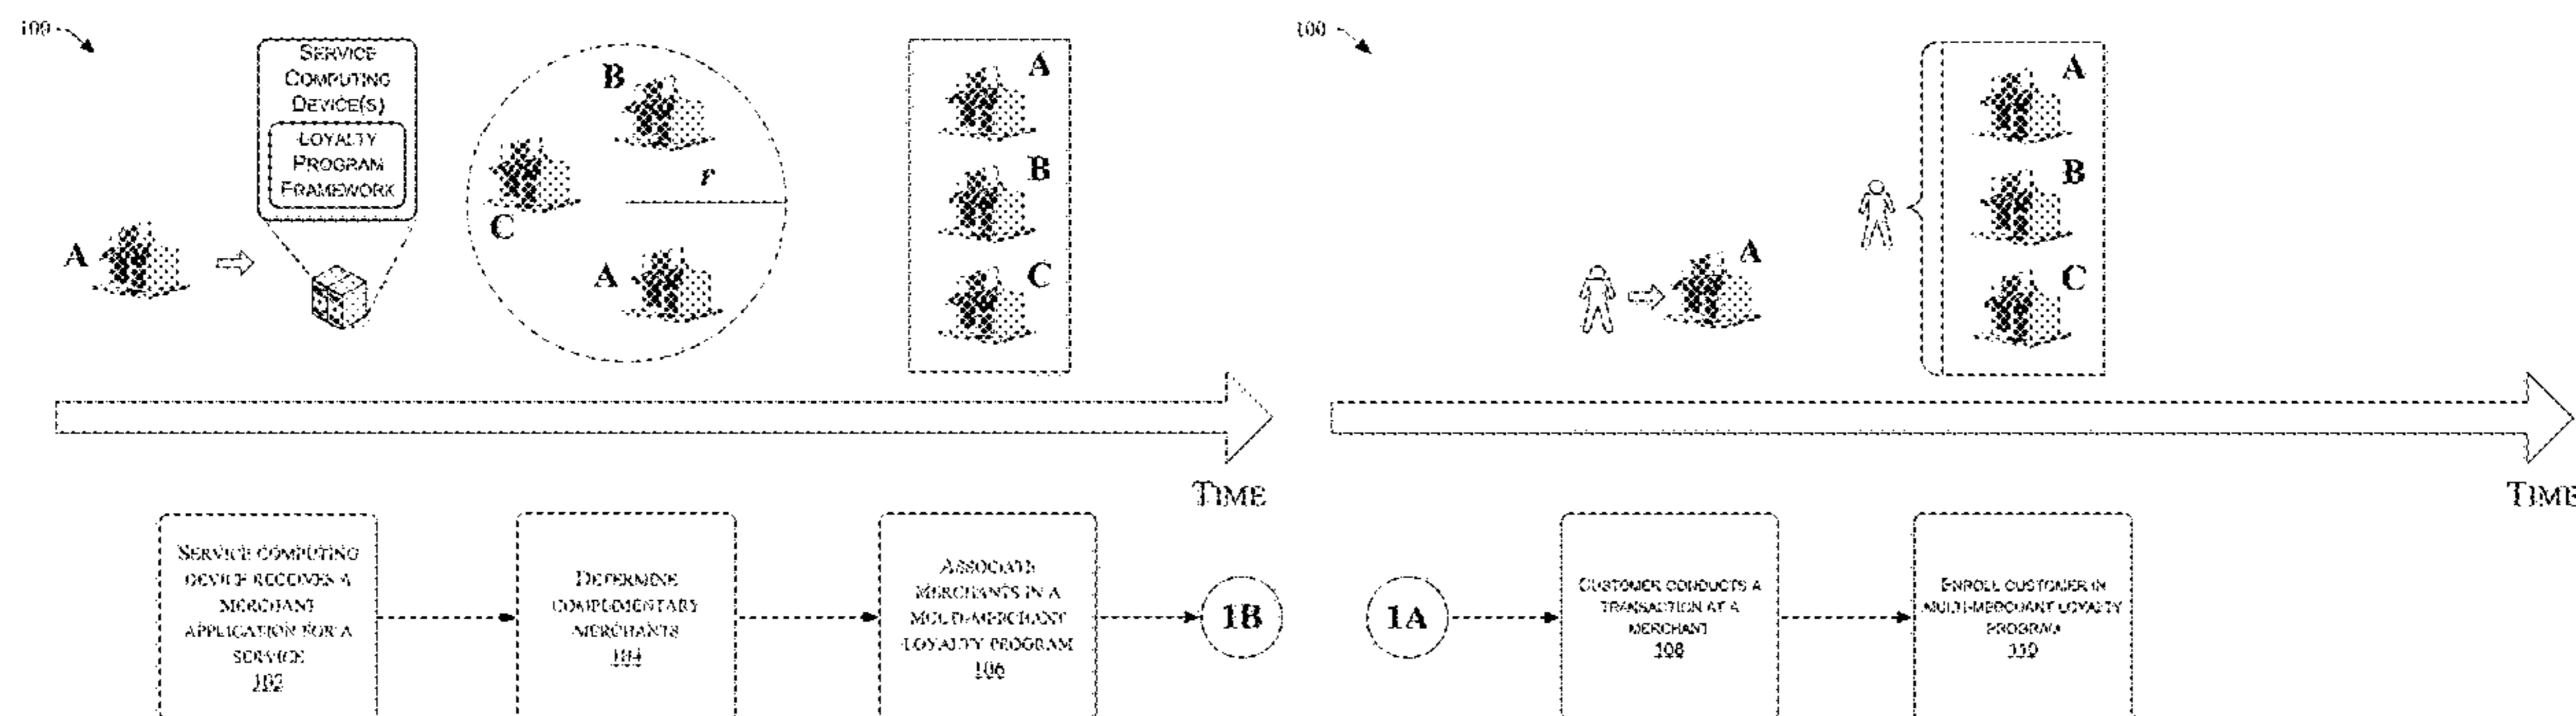 100
SERVICE
COMPUTING
DEVICE(S)
LOYALTY
PROGRAM
FRAMEWORK
A
B
C
r
A
A
B
C
TIME
SERVICE COMPUTING
DEVICE RECEIVES A
MERCHANT
APPLICATION FOR A
SERVICE
102
DETERMINE
COMPLEMENTARY
MERCHANTS
104
ASSOCIATE
MERCHANTS IN A
MULTI-MERCHANT
LOYALTY PROGRAM
106
1B
100
A
A
B
C
TIME
1A
CUSTOMER CONDUCTS A
TRANSACTION AT A
MERCHANT
108
ENROLL CUSTOMER IN
MULTI-MERCHANT LOYALTY
PROGRAM
110